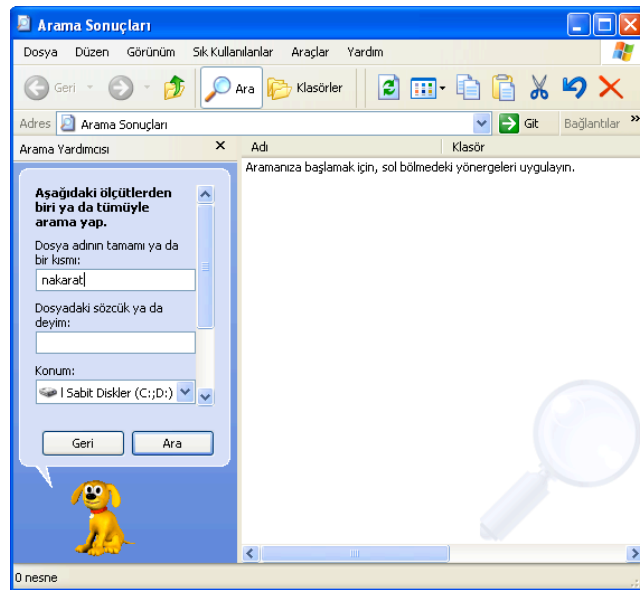 Arama Sonuçları
Dosya Düzen Görünüm Sık Kullanılanlar Araçlar Yardım
Geri Ara Klasörler
Adres Arama Sonuçları Git Bağlantılar »
Arama Yardımcısı
Adı Klasör
Aramanıza başlamak için, sol bölmedeki yönergeleri uygulayın.
Aşağıdaki ölçütlerden
biri ya da tümüyle
arama yap.
Dosya adının tamamı ya da
bir kısmı:
nakarat
Dosyadaki sözcük ya da
deyim:
Konum:
l Sabit Diskler (C:;D:)
Geri Ara
0 nesne